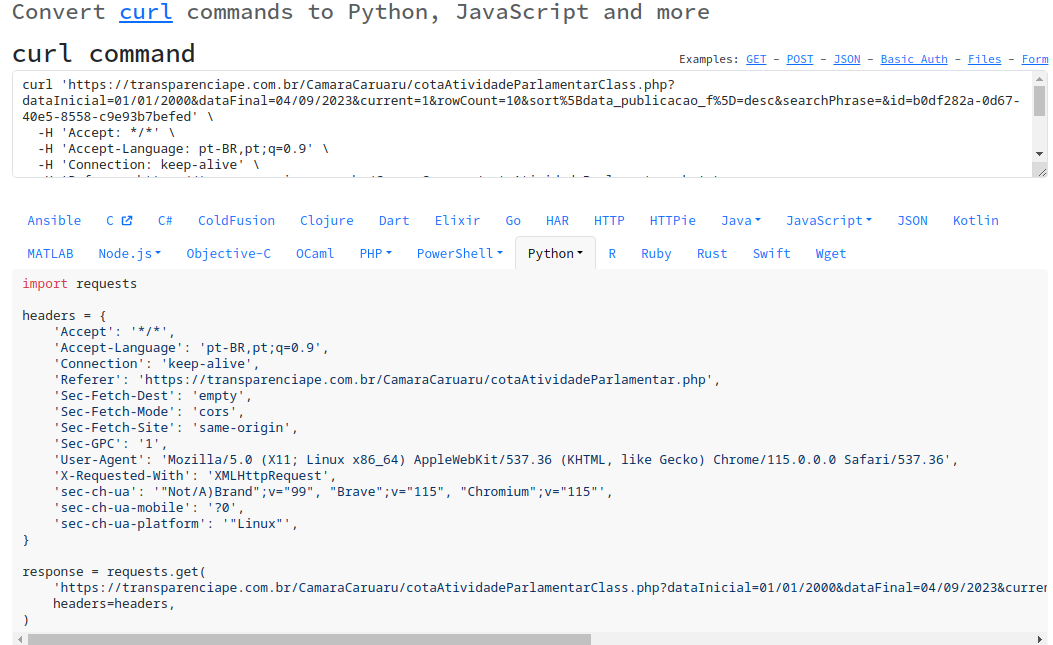 Convert curl commands to Python, JavaScript and more
curl command
Examples: GET - POST - JSON - Basic Auth - Files - Form
curl 'https://transparenciape.com.br/CamaraCaruaru/cotaAtividadeParlamentarClass.php?
dataInicial=01/01/2000&dataFinal=04/09/2023&current=1&rowCount=10&sort%5Bdata_publicacao_f%5D=desc&searchPhrase=&id=b0df282a-0d67-
40e5-8558-c9e93b7befed' \
-H 'Accept: */*' \
-H 'Accept-Language: pt-BR,pt;q=0.9' \
-H 'Connection: keep-alive' \
Ansible C C# ColdFusion Clojure Dart Elixir Go HAR HTTP HTTPie Java JavaScript JSON Kotlin
MATLAB Node.js Objective-C OCaml PHP PowerShell Python R Ruby Rust Swift Wget
import requests
headers = {
'Accept': '*/*',
'Accept-Language': 'pt-BR,pt;q=0.9',
'Connection': 'keep-alive',
'Referer': 'https://transparenciape.com.br/CamaraCaruaru/cotaAtividadeParlamentar.php',
'Sec-Fetch-Dest': 'empty',
'Sec-Fetch-Mode': 'cors',
'Sec-Fetch-Site': 'same-origin',
'Sec-GPC': '1',
'User-Agent': 'Mozilla/5.0 (X11; Linux x86_64) AppleWebKit/537.36 (KHTML, like Gecko) Chrome/115.0.0.0 Safari/537.36',
'X-Requested-With': 'XMLHttpRequest',
'sec-ch-ua': '"Not/A)Brand";v="99", "Brave";v="115", "Chromium";v="115"',
'sec-ch-ua-mobile': '?0',
'sec-ch-ua-platform': '"Linux"',
}
response = requests.get(
'https://transparenciape.com.br/CamaraCaruaru/cotaAtividadeParlamentarClass.php?dataInicial=01/01/2000&dataFinal=04/09/2023&curren
headers=headers,
)